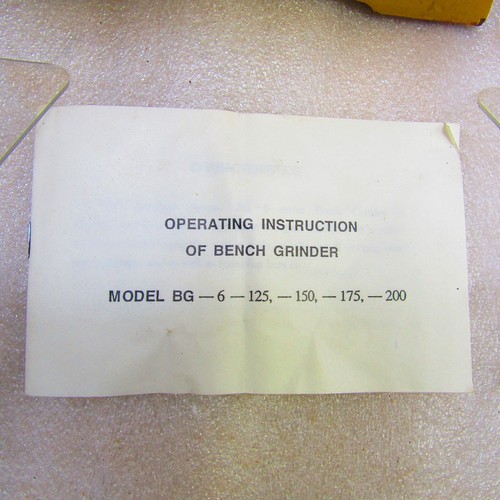 OPERATING INSTRUCTION
OF BENCH GRINDER
MODEL BG — 6 — 125, — 150, — 175, — 200